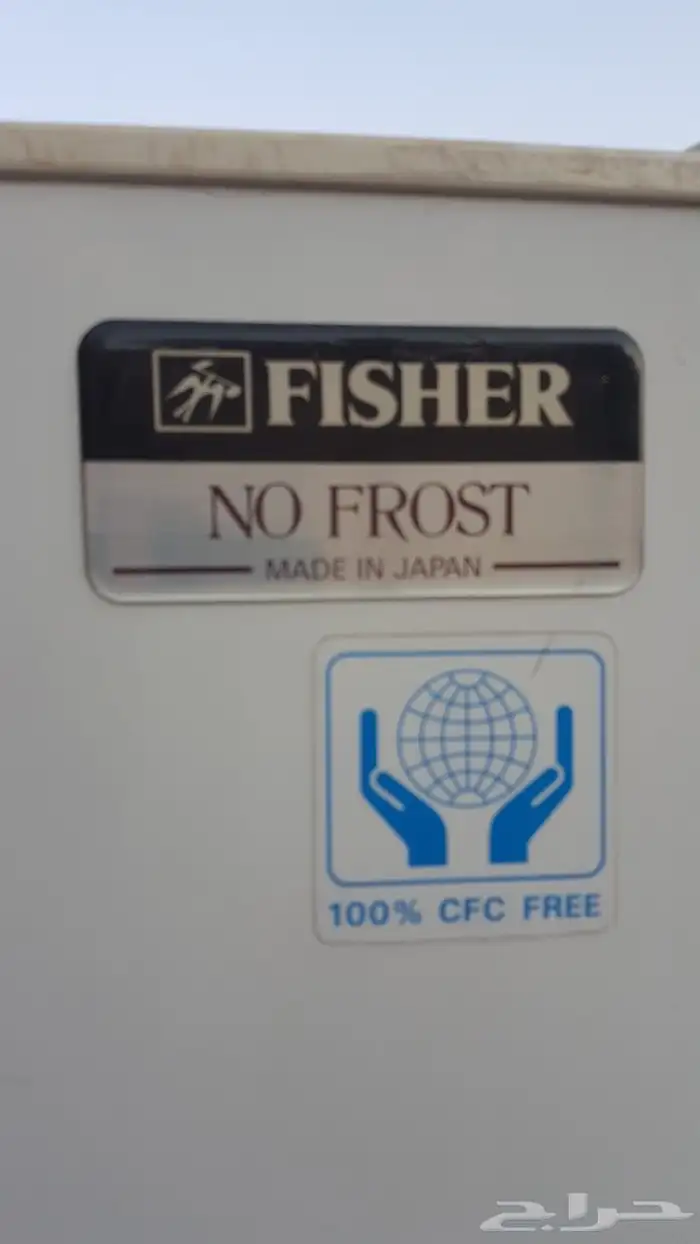 FISHER
NO FROST
MADE IN JAPAN
100% CFC FREE
حراج